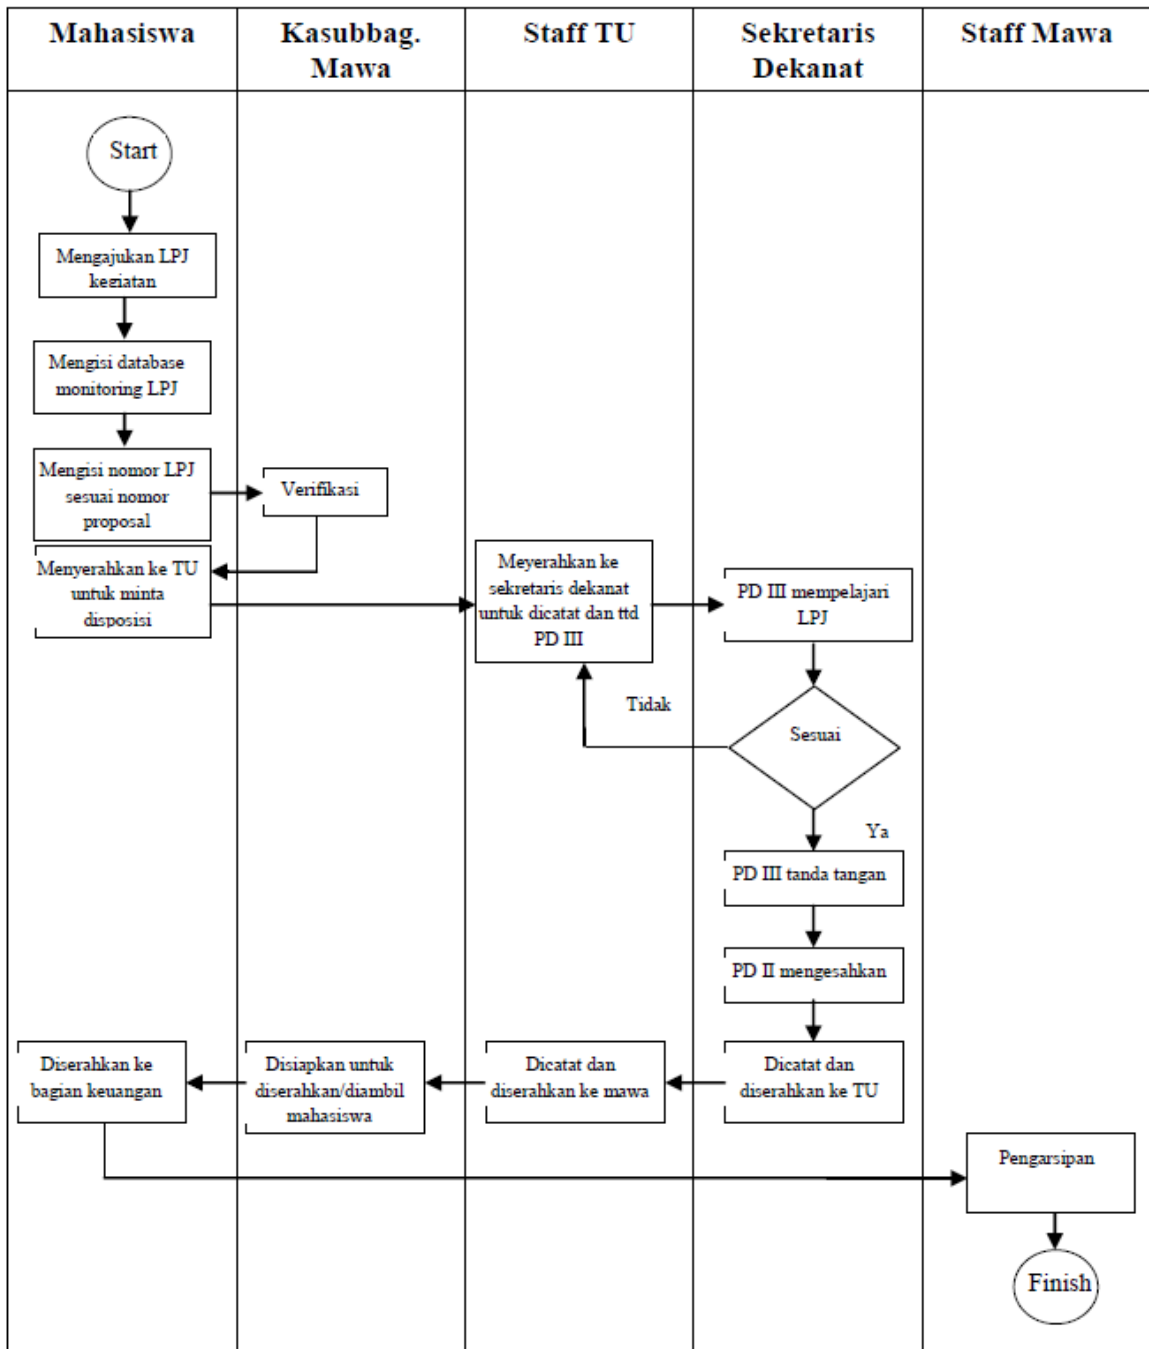 Mahasiswa
Kasubbag.
Mawa
Staff TU
Sekretaris
Dekanat
Staff Mawa
Start
Mengajukan LPJ
kegiatan
Mengisi database
monitoring LPJ
Mengisi nomor LPJ
sesuai nomor
proposal
Verifikasi
Menyerahkan ke TU
untuk minta
disposisi
Meyerahkan ke
sekretaris dekanat
untuk dicatat dan ttd
PD III
PD III mempelajari
LPJ
Tidak
Sesuai
Ya
PD III tanda tangan
PD II mengesahkan
Diserahkan ke
bagian keuangan
Disiapkan untuk
diserahkan/diambil
mahasiswa
Dicatat dan
diserahkan ke mawa
Dicatat dan
diserahkan ke TU
Pengarsipan
Finish